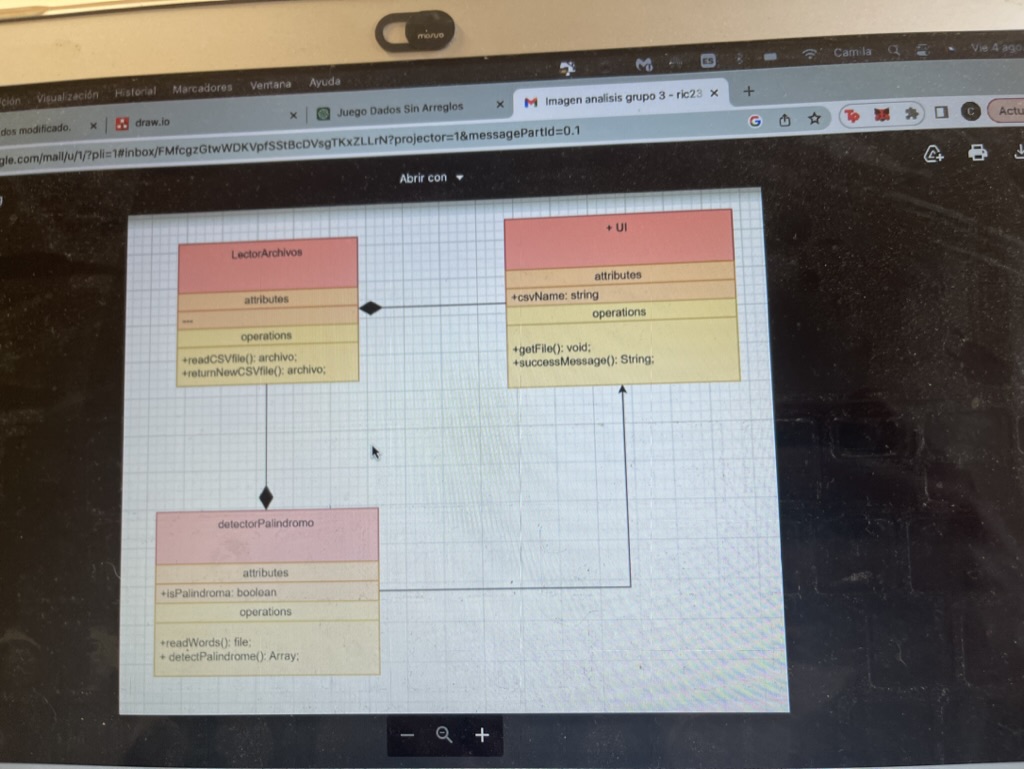 marvo
Visualización Historial Marcadores Ventana Ayuda
ES
Camila
Vie 4 ago
dos modificado.
draw.io
Juego Dados Sin Arreglos
Imagen analisis grupo 3 - ric23
gle.com/mail/u/1/?pli=1#inbox/FMfcgzGtwWDKVpfSStBcDVsgTKxZLLrN?projector=1&messagePartId=0.1
G
C
Actu
Abrir con
LectorArchivos
attributes
---
operations
+readCSVfile(): archivo;
+returnNewCSVfile(): archivo;
+ UI
attributes
+csvName: string
operations
+getFile(): void;
+successMessage(): String;
detectorPalindromo
attributes
+isPalindroma: boolean
operations
+readWords(): file;
+ detectPalindrome(): Array;